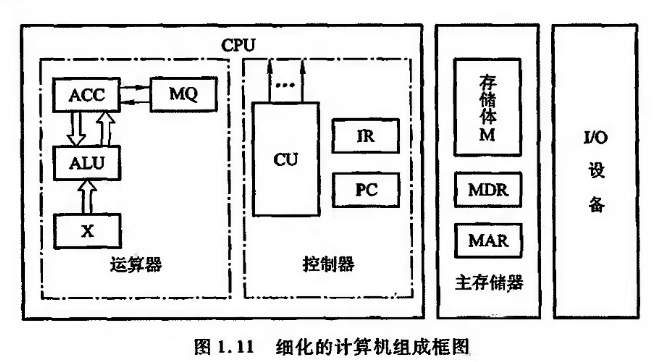 CPU
ACC
MQ
ALU
X
运算器
···
CU
IR
PC
控制器
存储体M
MDR
MAR
主存储器
I/O
设
备
图 1.11 细化的计算机组成框图